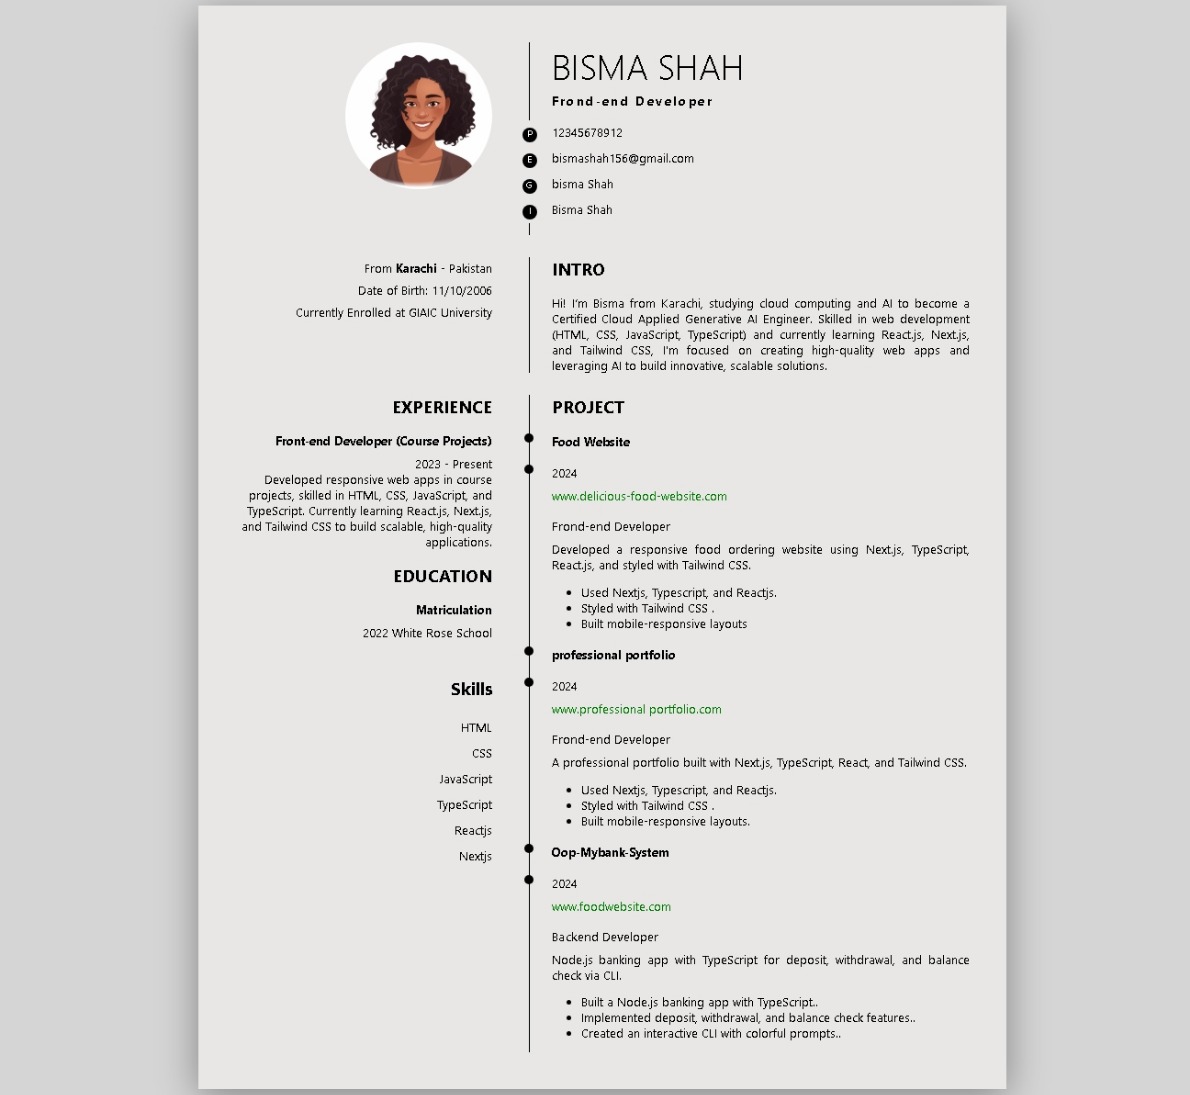 BISMA SHAH
Frond-end Developer
P 12345678912
E bismashah156@gmail.com
G bisma Shah
I Bisma Shah
From Karachi - Pakistan
Date of Birth: 11/10/2006
Currently Enrolled at GIAIC University
INTRO
Hi! I'm Bisma from Karachi, studying cloud computing and AI to become a
Certified Cloud Applied Generative AI Engineer. Skilled in web development
(HTML, CSS, JavaScript, TypeScript) and currently learning React.js, Next.js,
and Tailwind CSS, I'm focused on creating high-quality web apps and
leveraging AI to build innovative, scalable solutions.
EXPERIENCE
Front-end Developer (Course Projects)
2023 - Present
Developed responsive web apps in course
projects, skilled in HTML, CSS, JavaScript, and
TypeScript. Currently learning React.js, Next.js,
and Tailwind CSS to build scalable, high-quality
applications.
EDUCATION
Matriculation
2022 White Rose School
Skills
HTML
CSS
JavaScript
TypeScript
Reactjs
Nextjs
PROJECT
Food Website
2024
www.delicious-food-website.com
Frond-end Developer
Developed a responsive food ordering website using Next.js, TypeScript,
React.js, and styled with Tailwind CSS.
• Used Nextjs, Typescript, and Reactjs.
• Styled with Tailwind CSS .
• Built mobile-responsive layouts
professional portfolio
2024
www.professional portfolio.com
Frond-end Developer
A professional portfolio built with Next.js, TypeScript, React, and Tailwind CSS.
• Used Nextjs, Typescript, and Reactjs.
• Styled with Tailwind CSS .
• Built mobile-responsive layouts.
Oop-Mybank-System
2024
www.foodwebsite.com
Backend Developer
Node.js banking app with TypeScript for deposit, withdrawal, and balance
check via CLI.
• Built a Node.js banking app with TypeScript..
• Implemented deposit, withdrawal, and balance check features..
• Created an interactive CLI with colorful prompts..